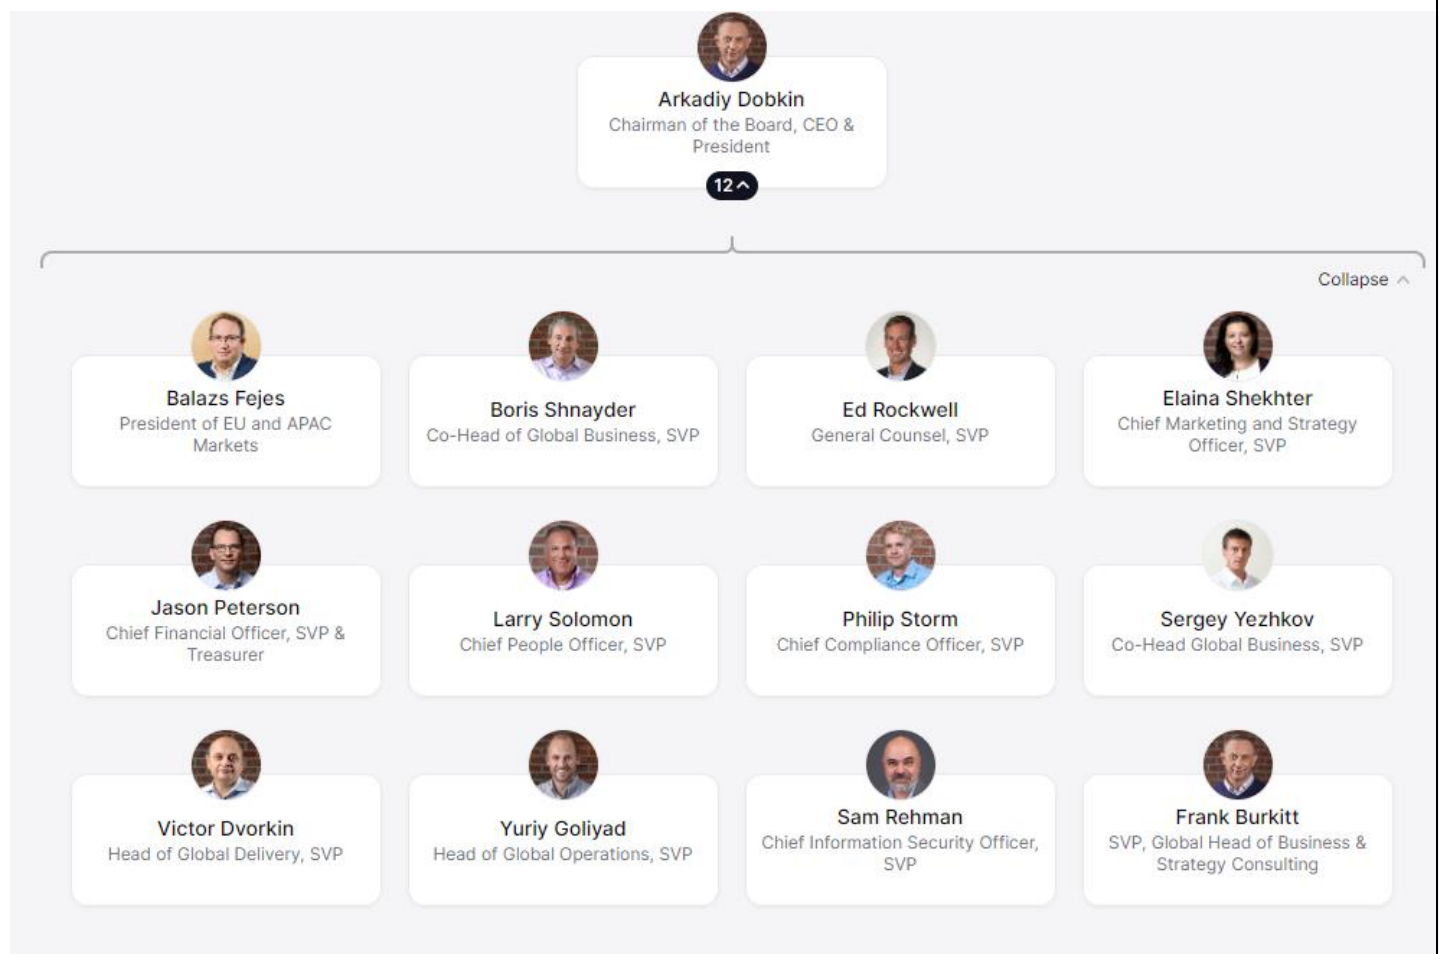 Arkadiy Dobkin
Chairman of the Board, CEO &
President
12
Collapse
Balazs Fejes
President of EU and APAC
Markets
Boris Shnayder
Co-Head of Global Business, SVP
Ed Rockwell
General Counsel, SVP
Elaina Shekhter
Chief Marketing and Strategy
Officer, SVP
Jason Peterson
Chief Financial Officer, SVP &
Treasurer
Larry Solomon
Chief People Officer, SVP
Philip Storm
Chief Compliance Officer, SVP
Sergey Yezhkov
Co-Head Global Business, SVP
Victor Dvorkin
Head of Global Delivery, SVP
Yuriy Goliyad
Head of Global Operations, SVP
Sam Rehman
Chief Information Security Officer,
SVP
Frank Burkitt
SVP, Global Head of Business &
Strategy Consulting